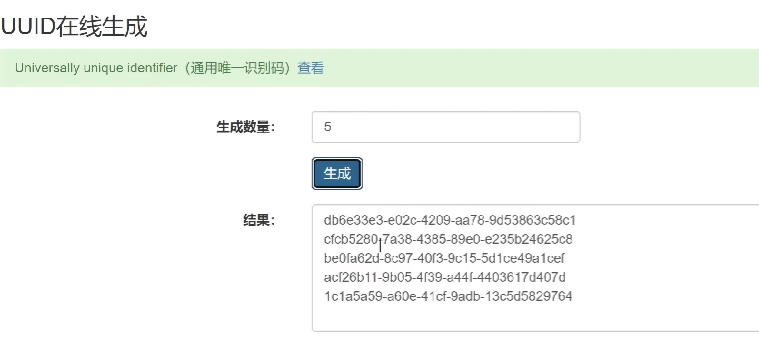 UUID在线生成
Universally unique identifier（通用唯一识别码）查看
生成数量： 5
生成
结果：
db6e33e3-e02c-4209-aa78-9d53863c58c1
cfcb5280-7a38-4385-89e0-e235b24625c8
be0fa62d-8c97-40f3-9c15-5d1ce49a1cef
acf26b11-9b05-4f39-a44f-4403617d407d
1c1a5a59-a60e-41cf-9adb-13c5d5829764